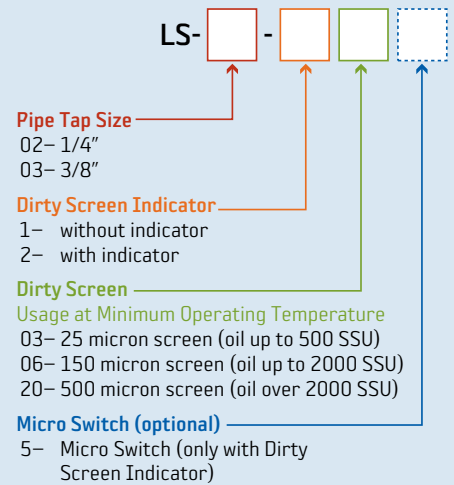 LS- -
Pipe Tap Size
02– 1/4"
03– 3/8"
Dirty Screen Indicator
1– without indicator
2– with indicator
Dirty Screen
Usage at Minimum Operating Temperature
03– 25 micron screen (oil up to 500 SSU)
06– 150 micron screen (oil up to 2000 SSU)
20– 500 micron screen (oil over 2000 SSU)
Micro Switch (optional)
5– Micro Switch (only with Dirty
Screen Indicator)